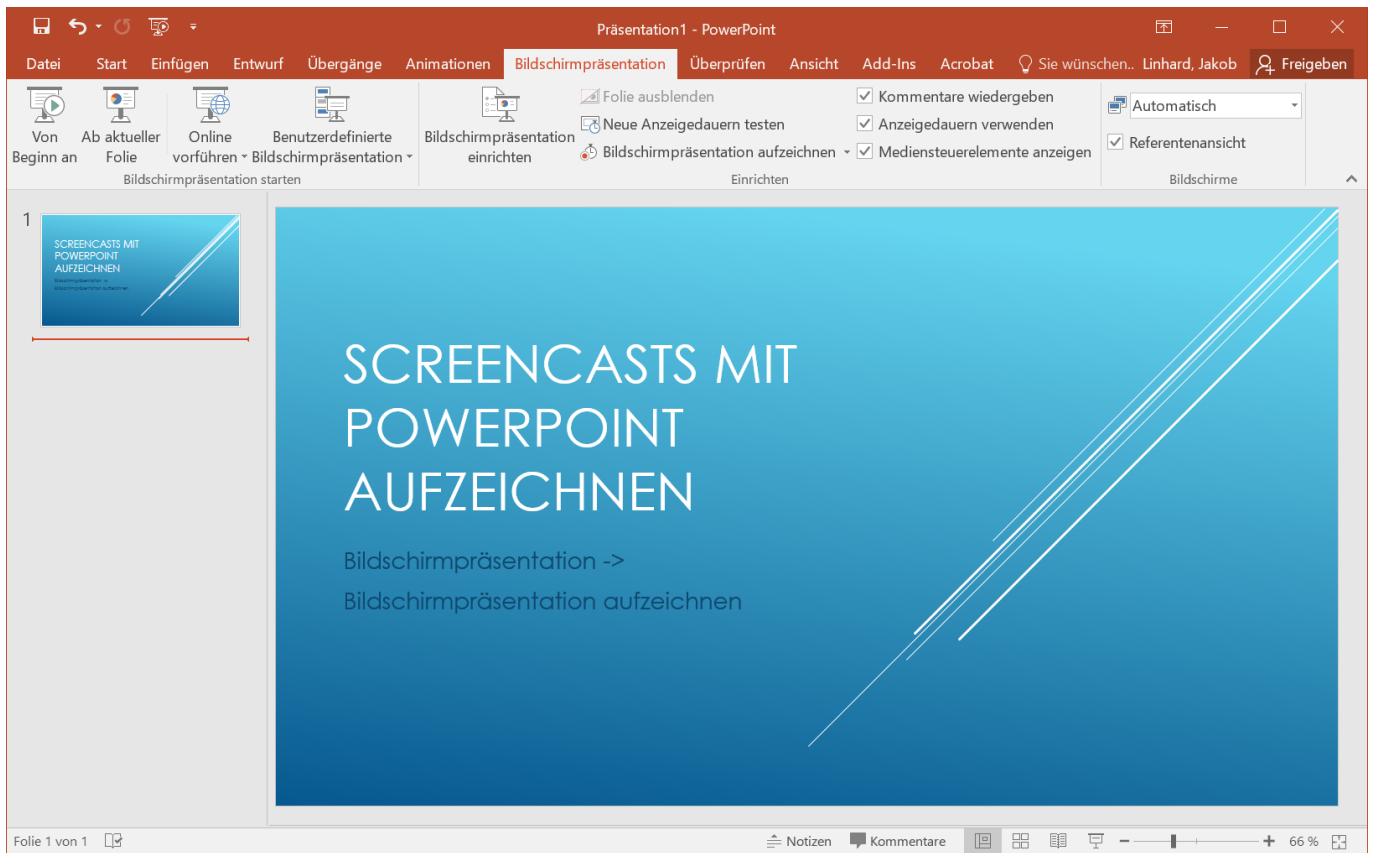 Präsentation1 - PowerPoint
Datei Start Einfügen Entwurf Übergänge Animationen Bildschirmpräsentation Überprüfen Ansicht Add-Ins Acrobat Sie wünschen.. Linhard, Jakob Freigeben
Von Beginn an
Ab aktueller Folie
Online vorführen
Benutzerdefinierte Bildschirmpräsentation
Bildschirmpräsentation starten
Bildschirmpräsentation einrichten
Folie ausblenden
Neue Anzeigedauern testen
Bildschirmpräsentation aufzeichnen
Kommentare wiedergeben
Anzeigedauern verwenden
Mediensteuerelemente anzeigen
Einrichten
Automatisch
Referentenansicht
Bildschirme
1
SCREENCASTS MIT
POWERPOINT
AUFZEICHNEN
Bildschirmpräsentation ->
Bildschirmpräsentation aufzeichnen
SCREENCASTS MIT
POWERPOINT
AUFZEICHNEN
Bildschirmpräsentation ->
Bildschirmpräsentation aufzeichnen
Folie 1 von 1 Notizen Kommentare 66 %